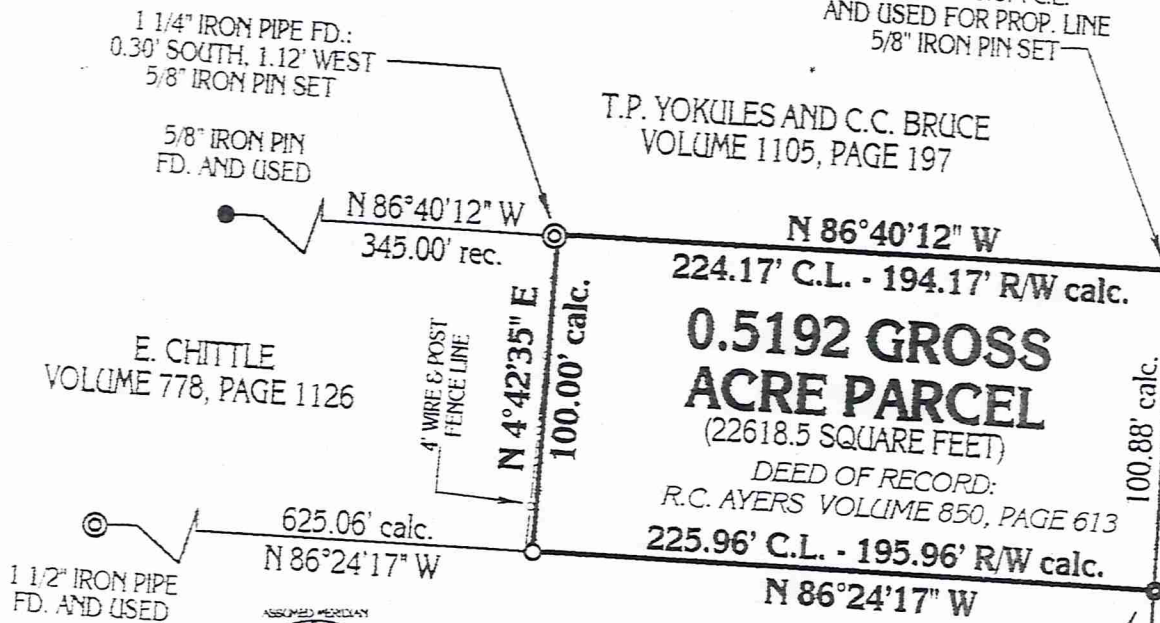 1 1/4" IRON PIPE FD.:
0.30' SOUTH, 1.12' WEST
5/8" IRON PIN SET
AND USED FOR PROP. LINE
5/8" IRON PIN SET
T.P. YOKULES AND C.C. BRUCE
VOLUME 1105, PAGE 197
5/8" IRON PIN
FD. AND USED
N 86°40'12" W
345.00' rec.
N 86°40'12" W
224.17' C.L. - 194.17' R/W calc.
0.5192 GROSS
ACRE PARCEL
(22618.5 SQUARE FEET)
DEED OF RECORD:
R.C. AYERS VOLUME 850, PAGE 613
E. CHITTLE
VOLUME 778, PAGE 1126
4' WIRE & POST
FENCE LINE
N 4°42'35" E
100.00' calc.
100.88' calc.
625.06' calc.
N 86°24'17" W
225.96' C.L. - 195.96' R/W calc.
N 86°24'17" W
1 1/2" IRON PIPE
FD. AND USED
ASSUMED MERIDIAN